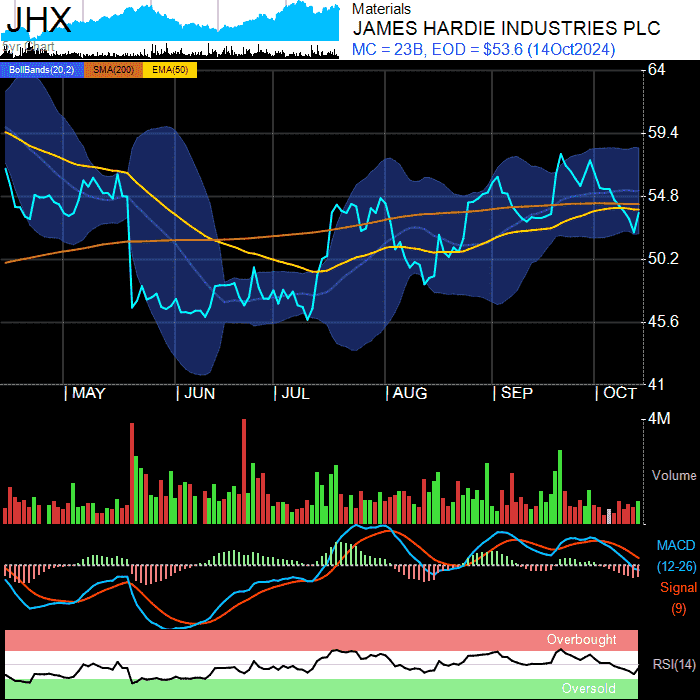 JHX
Materials
JAMES HARDIE INDUSTRIES PLC
MC = 23B, EOD = $53.6 (14Oct2024)
Chart
BollBands(20,2) SMA(200) EMA(50)
64
59.4
54.8
50.2
45.6
41
MAY JUN JUL AUG SEP OCT
4M
Volume
MACD
(12-26)
Signal
(9)
Overbought
RSI(14)
Oversold